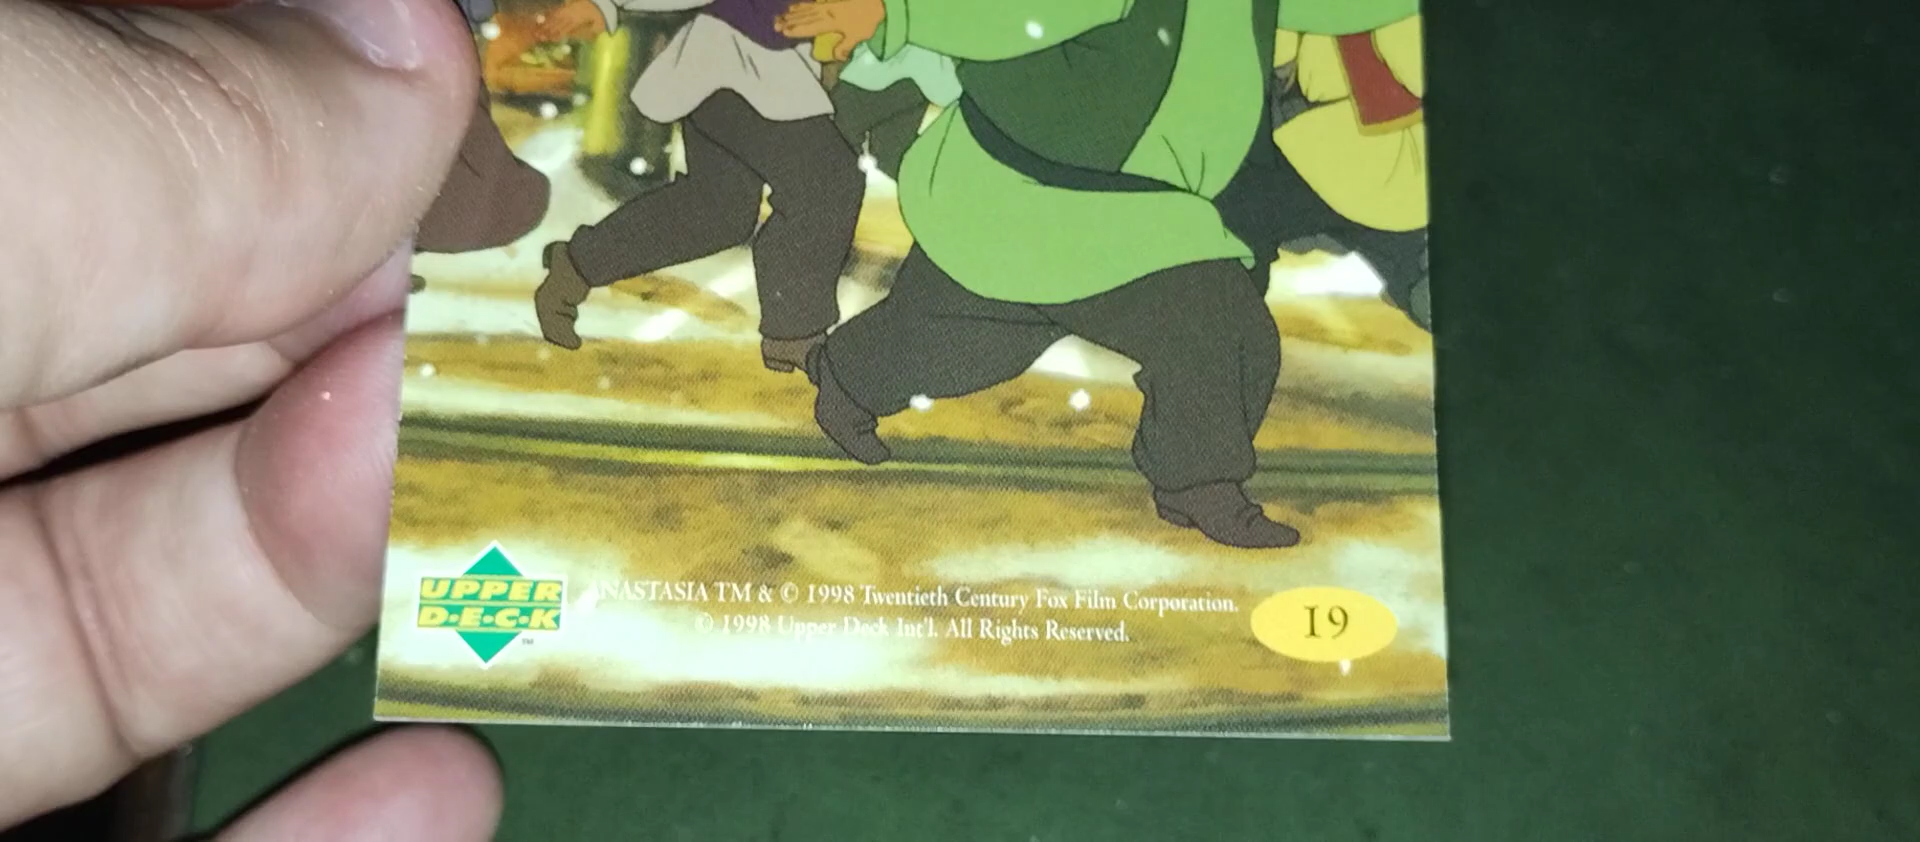 UPPER
D·E·C·K
TM
ANASTASIA TM & © 1998 Twentieth Century Fox Film Corporation.
© 1998 Upper Deck Int'l. All Rights Reserved.
19